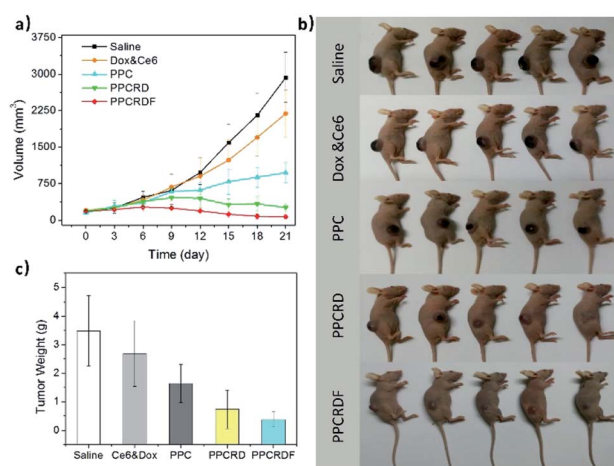 a)
3750
3000
2250
1500
750
0
Volume (mm³)
Saline
Dox&Ce6
PPC
PPCRD
PPCRDF
0 3 6 9 12 15 18 21
Time (day)
b)
Saline
Dox &Ce6
PPC
PPCRD
PPCRDF
c)
5
4
3
2
1
0
Tumor Weight (g)
Saline Ce6&Dox PPC PPCRD PPCRDF